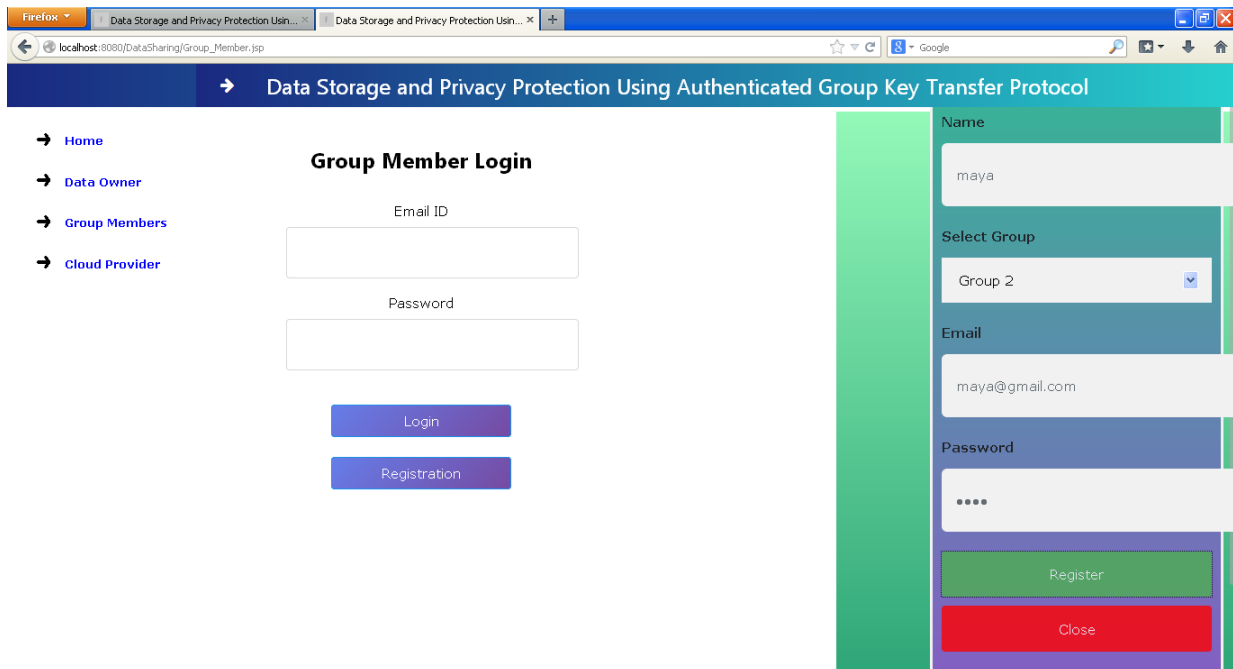 Firefox
Data Storage and Privacy Protection Usin... ×
Data Storage and Privacy Protection Usin... ×
localhost:8080/DataSharing/Group_Member.jsp
Google
Data Storage and Privacy Protection Using Authenticated Group Key Transfer Protocol
Home
Data Owner
Group Members
Cloud Provider
Group Member Login
Email ID
Password
Login
Registration
Name
maya
Select Group
Group 2
Email
maya@gmail.com
Password
••••
Register
Close